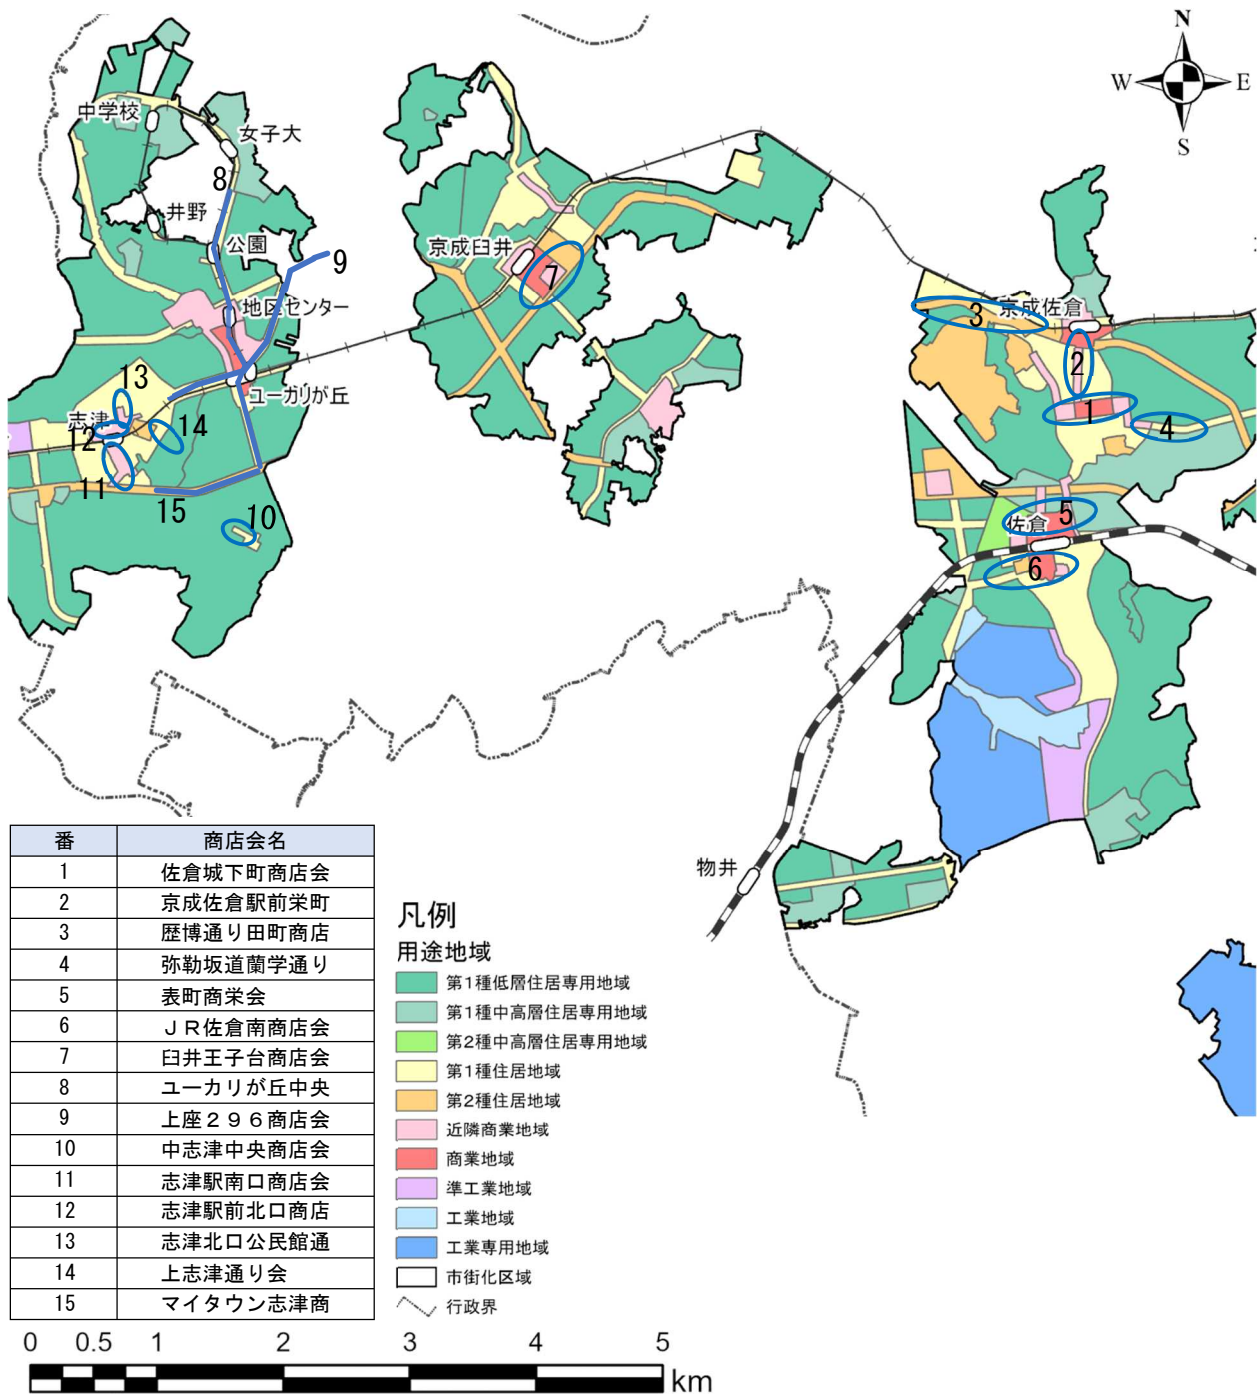 N
W
E
S
中学校
女子大
8
井野
公園
9
地区センター
京成臼井
7
3
京成佐倉
2
13
ユーカリが丘
志津
14
12
1
4
11
15
10
5
佐倉
6
物井
番 商店会名
1 佐倉城下町商店会
2 京成佐倉駅前栄町
3 歴博通り田町商店
4 弥勒坂道蘭学通り
5 表町商栄会
6 ＪＲ佐倉南商店会
7 臼井王子台商店会
8 ユーカリが丘中央
9 上座２９６商店会
10 中志津中央商店会
11 志津駅南口商店会
12 志津駅前北口商店
13 志津北口公民館通
14 上志津通り会
15 マイタウン志津商
凡例
用途地域
第1種低層住居専用地域
第1種中高層住居専用地域
第2種中高層住居専用地域
第1種住居地域
第2種住居地域
近隣商業地域
商業地域
準工業地域
工業地域
工業専用地域
市街化区域
行政界
0 0.5 1 2 3 4 5
km